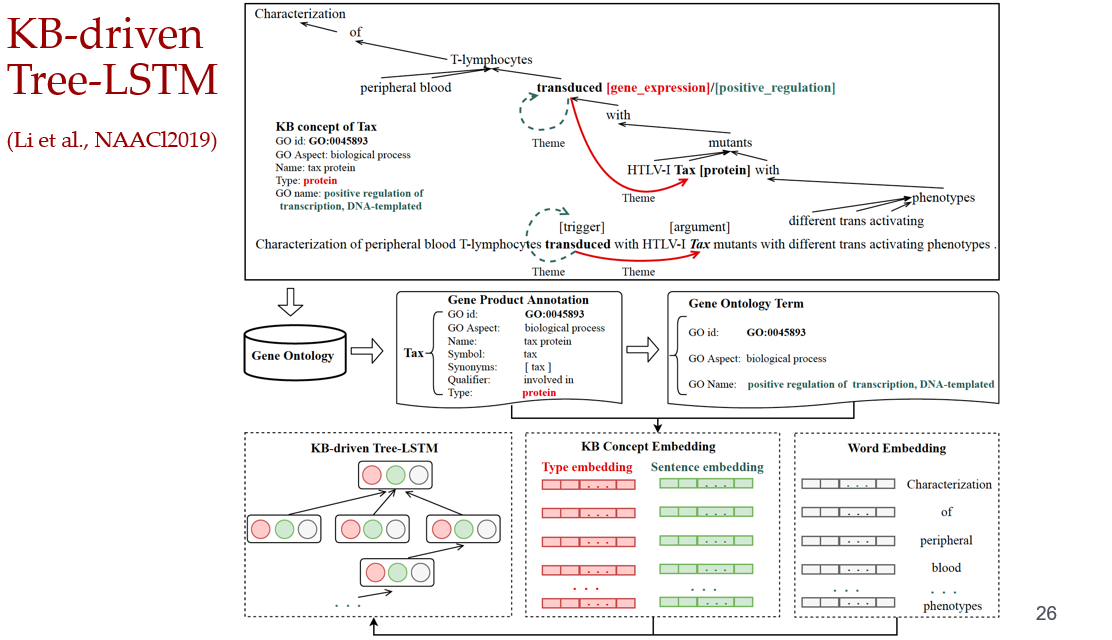 KB-driven
Tree-LSTM
(Li et al., NAACl2019)
Characterization
of
T-lymphocytes
peripheral blood
transduced [gene_expression]/[positive_regulation]
with
Theme
mutants
HTLV-I Tax [protein] with
Theme
phenotypes
different trans activating
KB concept of Tax
GO id: GO:0045893
GO Aspect: biological process
Name: tax protein
Type: protein
GO name: positive regulation of
transcription, DNA-templated
[trigger] [argument]
Characterization of peripheral blood T-lymphocytes transduced with HTLV-I Tax mutants with different trans activating phenotypes .
Theme Theme
Gene Ontology
Gene Product Annotation
Tax
GO id: GO:0045893
GO Aspect: biological process
Name: tax protein
Symbol: tax
Synonyms: [ tax ]
Qualifier: involved in
Type: protein
Gene Ontology Term
GO id: GO:0045893
GO Aspect: biological process
GO Name: positive regulation of transcription, DNA-templated
KB-driven Tree-LSTM
. . .
KB Concept Embedding
Type embedding Sentence embedding
. . . . . .
. . . . . .
. . . . . .
. . . . . .
. . . . . .
. . . . . .
Word Embedding
. . . Characterization
. . . of
. . . peripheral
. . . blood
. . . . . .
. . . phenotypes
26